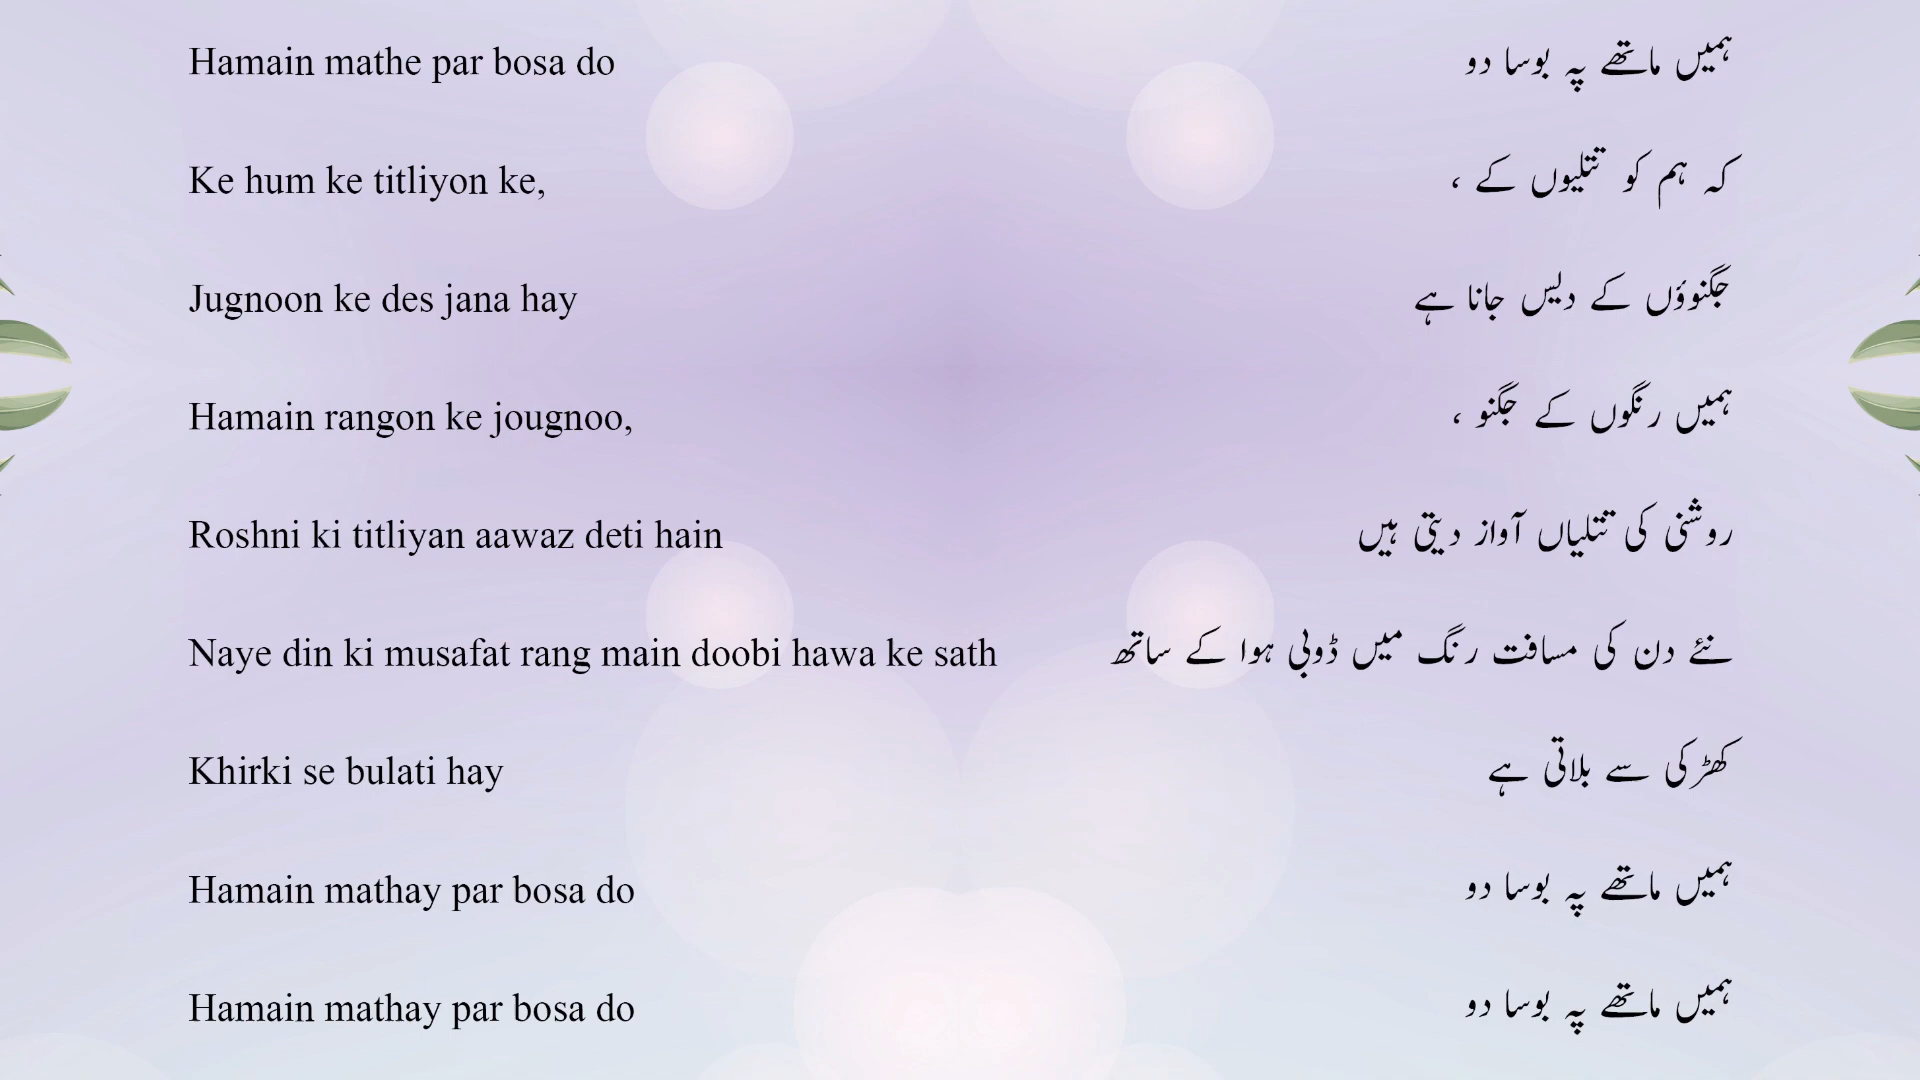 Hamain mathe par bosa do
ہمیں ماتھے پہ بوسا دو
Ke hum ke titliyon ke,
کہ ہم کو تتلیوں کے ،
Jugnoon ke des jana hay
جگنوؤں کے دیس جانا ہے
Hamain rangon ke jougnoo,
ہمیں رنگوں کے جگنو ،
Roshni ki titliyan aawaz deti hain
روشنی کی تتلیاں آواز دیتی ہیں
Naye din ki musafat rang main doobi hawa ke sath
نئے دن کی مسافت رنگ میں ڈوبی ہوا کے ساتھ
Khirki se bulati hay
کھڑکی سے بلاتی ہے
Hamain mathay par bosa do
ہمیں ماتھے پہ بوسا دو
Hamain mathay par bosa do
ہمیں ماتھے پہ بوسا دو